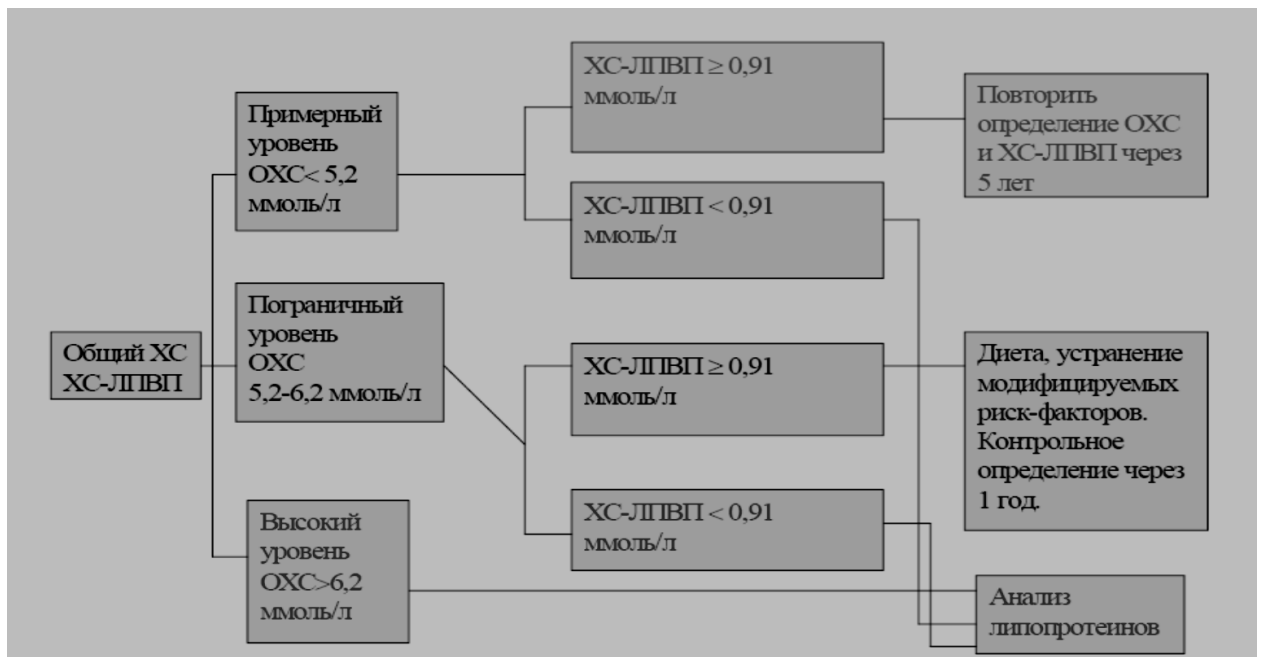 Общий ХС
ХС-ЛПВП
Примерный
уровень
ОХС< 5,2
ммоль/л
Пограничный
уровень
ОХС
5,2-6,2 ммоль/л
Высокий
уровень
ОХС>6,2
ммоль/л
ХС-ЛПВП ≥ 0,91
ммоль/л
ХС-ЛПВП < 0,91
ммоль/л
ХС-ЛПВП ≥ 0,91
ммоль/л
ХС-ЛПВП < 0,91
ммоль/л
Повторить
определение ОХС
и ХС-ЛПВП через
5 лет
Диета, устранение
модифицируемых
риск-факторов.
Контрольное
определение через
1 год.
Анализ
липопротеинов